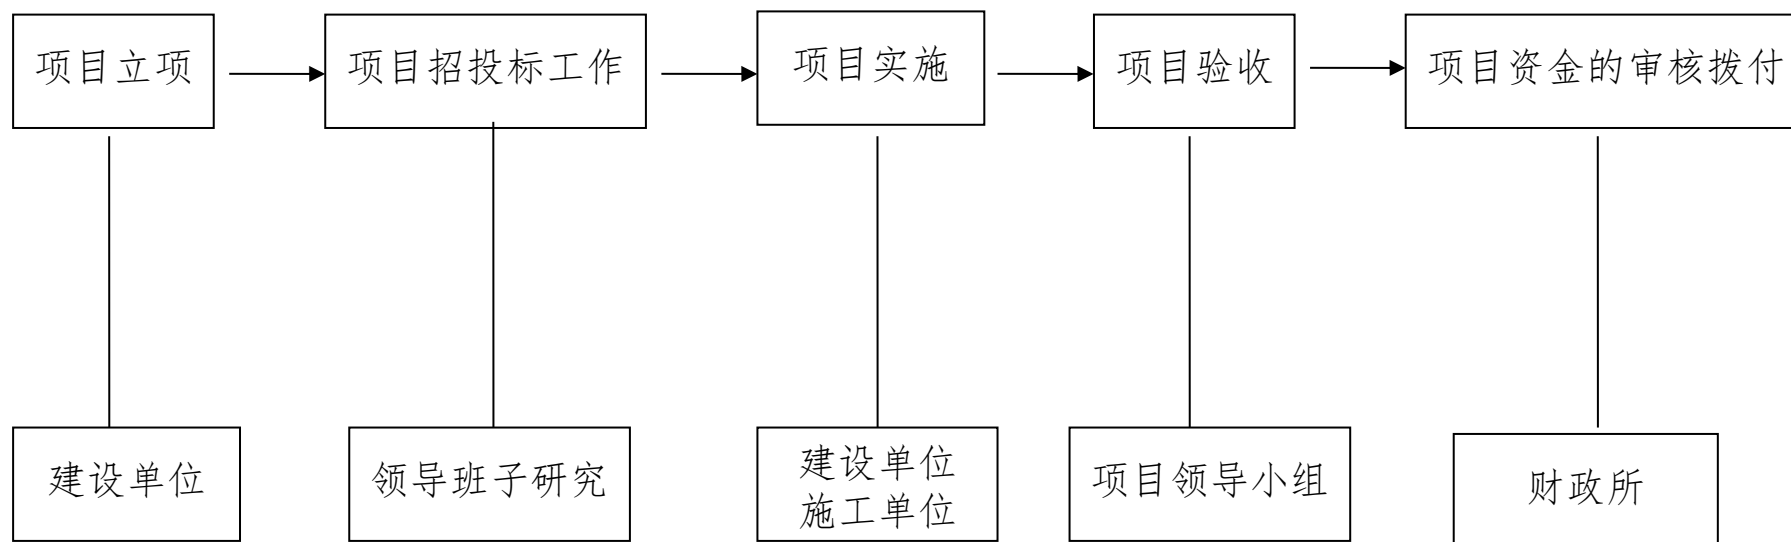 项目立项
项目招投标工作
项目实施
项目验收
项目资金的审核拨付
建设单位
领导班子研究
建设单位
施工单位
项目领导小组
财政所